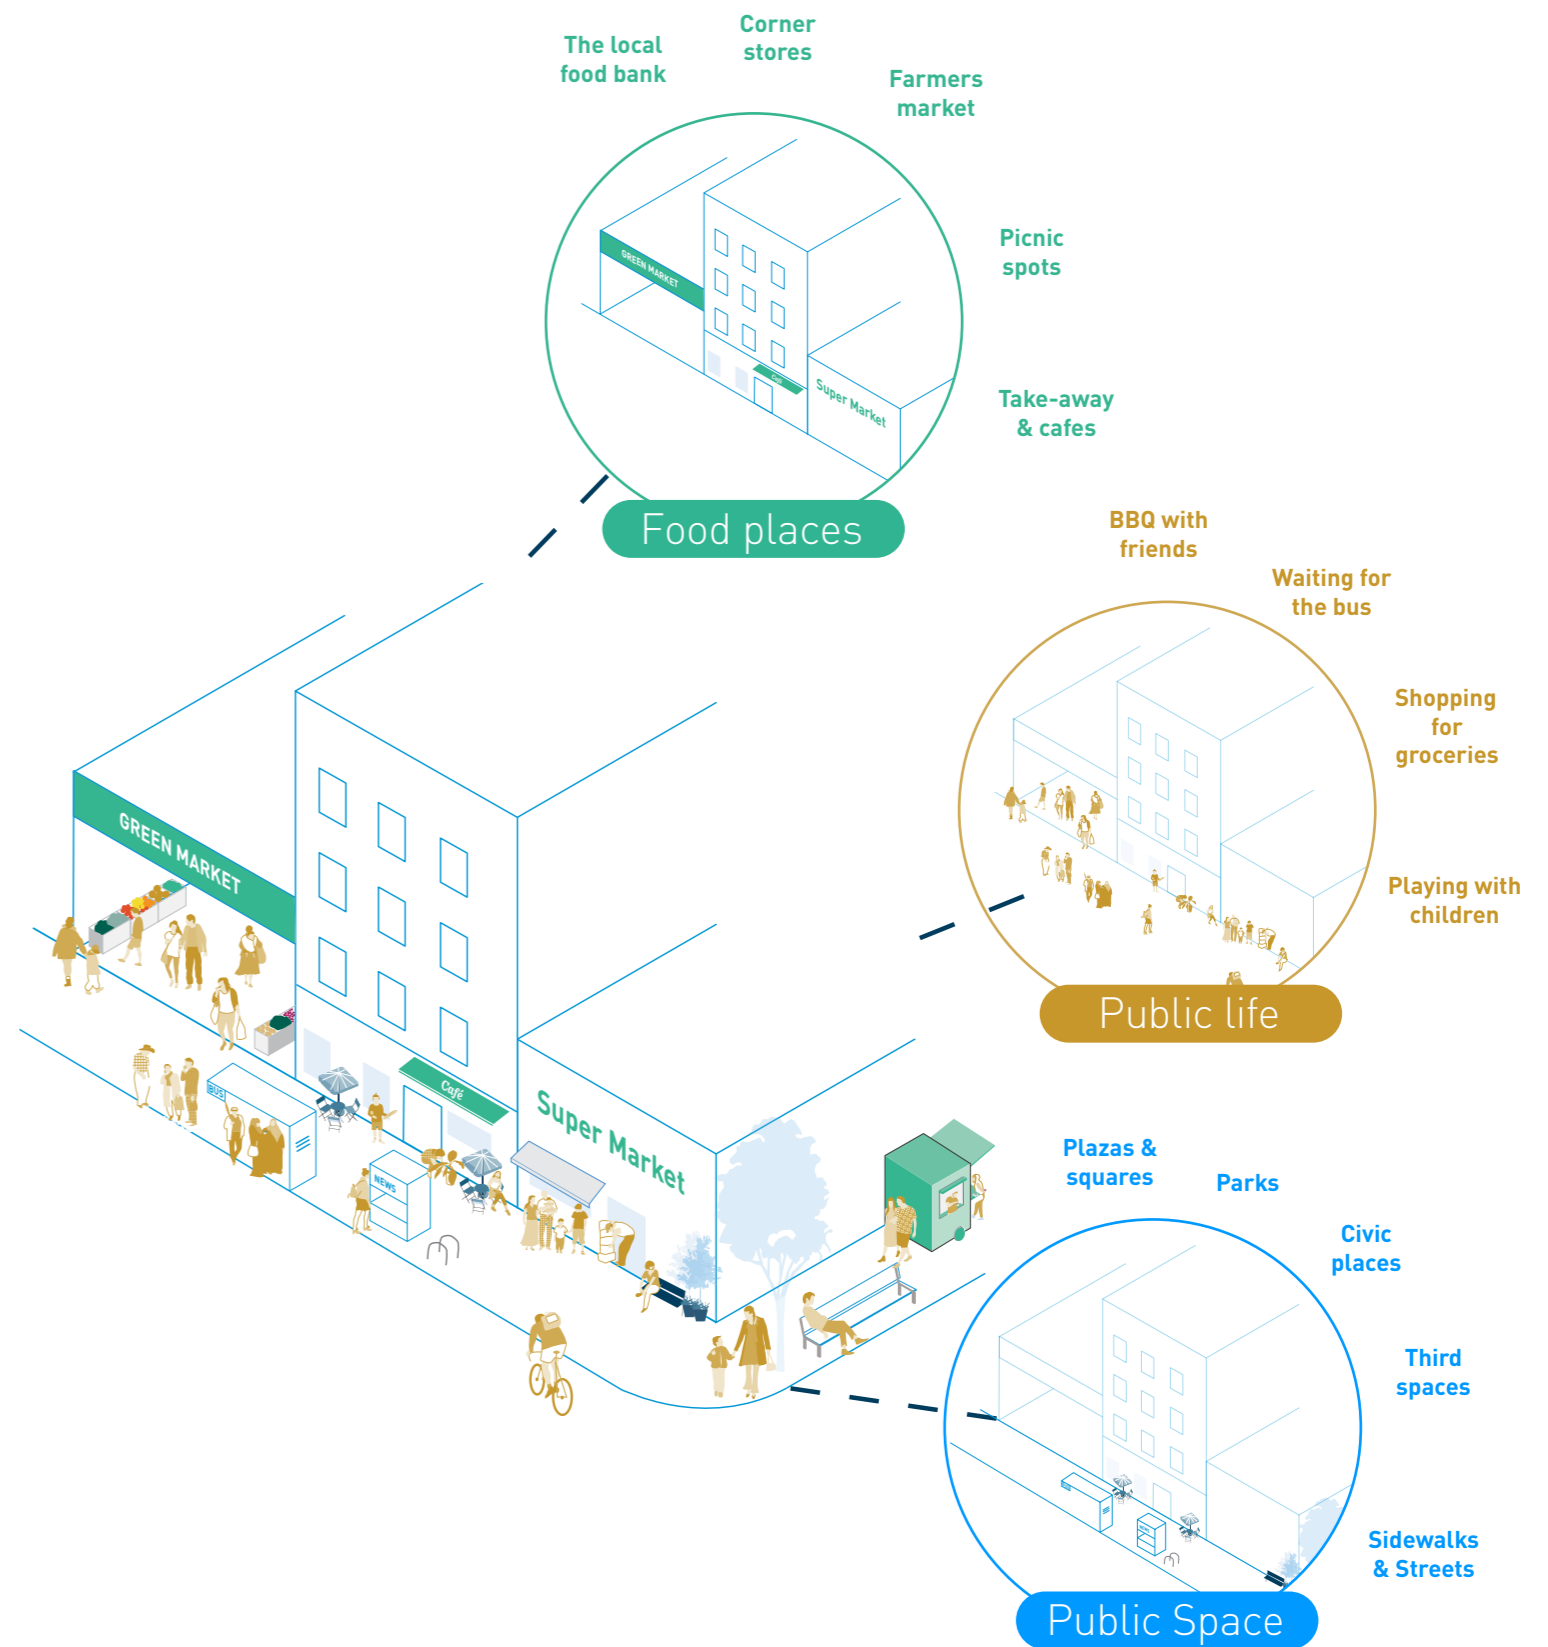 Corner
stores
The local
food bank
Farmers
market
Picnic
spots
Take-away
& cafes
GREEN MARKET
Café
Super Market
Food places
BBQ with
friends
Waiting for
the bus
Shopping
for
groceries
Playing with
children
Public life
GREEN MARKET
Café
Super Market
BUS
NEWS
Plazas &
squares
Parks
Civic
places
Third
spaces
Sidewalks
& Streets
BUS
NEWS
Public Space